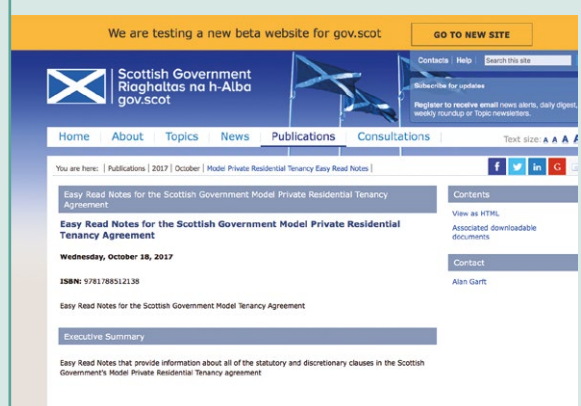 We are testing a new beta website for gov.scot
GO TO NEW SITE
Contacts | Help |
Search this site
Scottish Government
Riaghaltas na h-Alba
gov.scot
Subscribe for updates
Register to receive email news alerts, daily digest,
weekly roundup or Topic newsletters.
Home
About
Topics
News
Publications
Consultations
Text size: A A A A
You are here: | Publications | 2017 | October | Model Private Residential Tenancy Easy Read Notes |
f
in
G
Easy Read Notes for the Scottish Government Model Private Residential Tenancy
Agreement
Contents
View as HTML
Associated downloadable
documents
Easy Read Notes for the Scottish Government Model Private Residential
Tenancy Agreement
Wednesday, October 18, 2017
Contact
Alan Garft
ISBN: 9781788512138
Easy Read Notes for the Scottish Government Model Tenancy Agreement
Executive Summary
Easy Read Notes that provide information about all of the statutory and discretionary clauses in the Scottish
Government's Model Private Residential Tenancy agreement